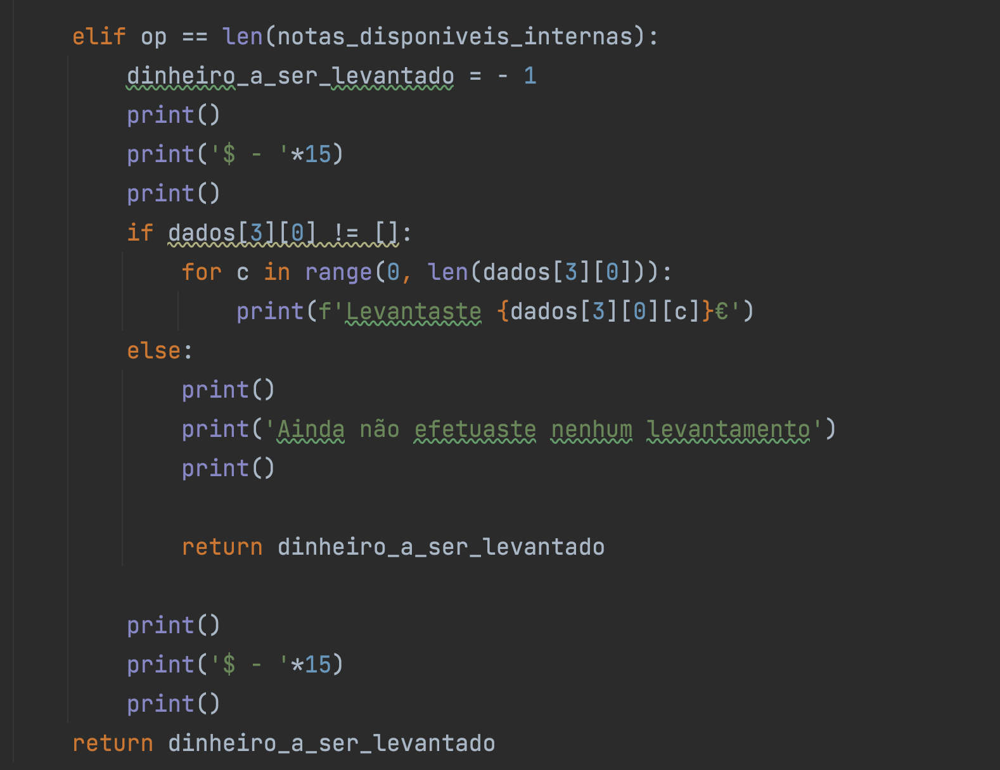 elif op == len(notas_disponiveis_internas):
dinheiro_a_ser_levantado = - 1
print()
print('$ - '*15)
print()
if dados[3][0] != []:
for c in range(0, len(dados[3][0])):
print(f'Levantaste {dados[3][0][c]}€')
else:
print()
print('Ainda não efetuaste nenhum levantamento')
print()
return dinheiro_a_ser_levantado
print()
print('$ - '*15)
print()
return dinheiro_a_ser_levantado